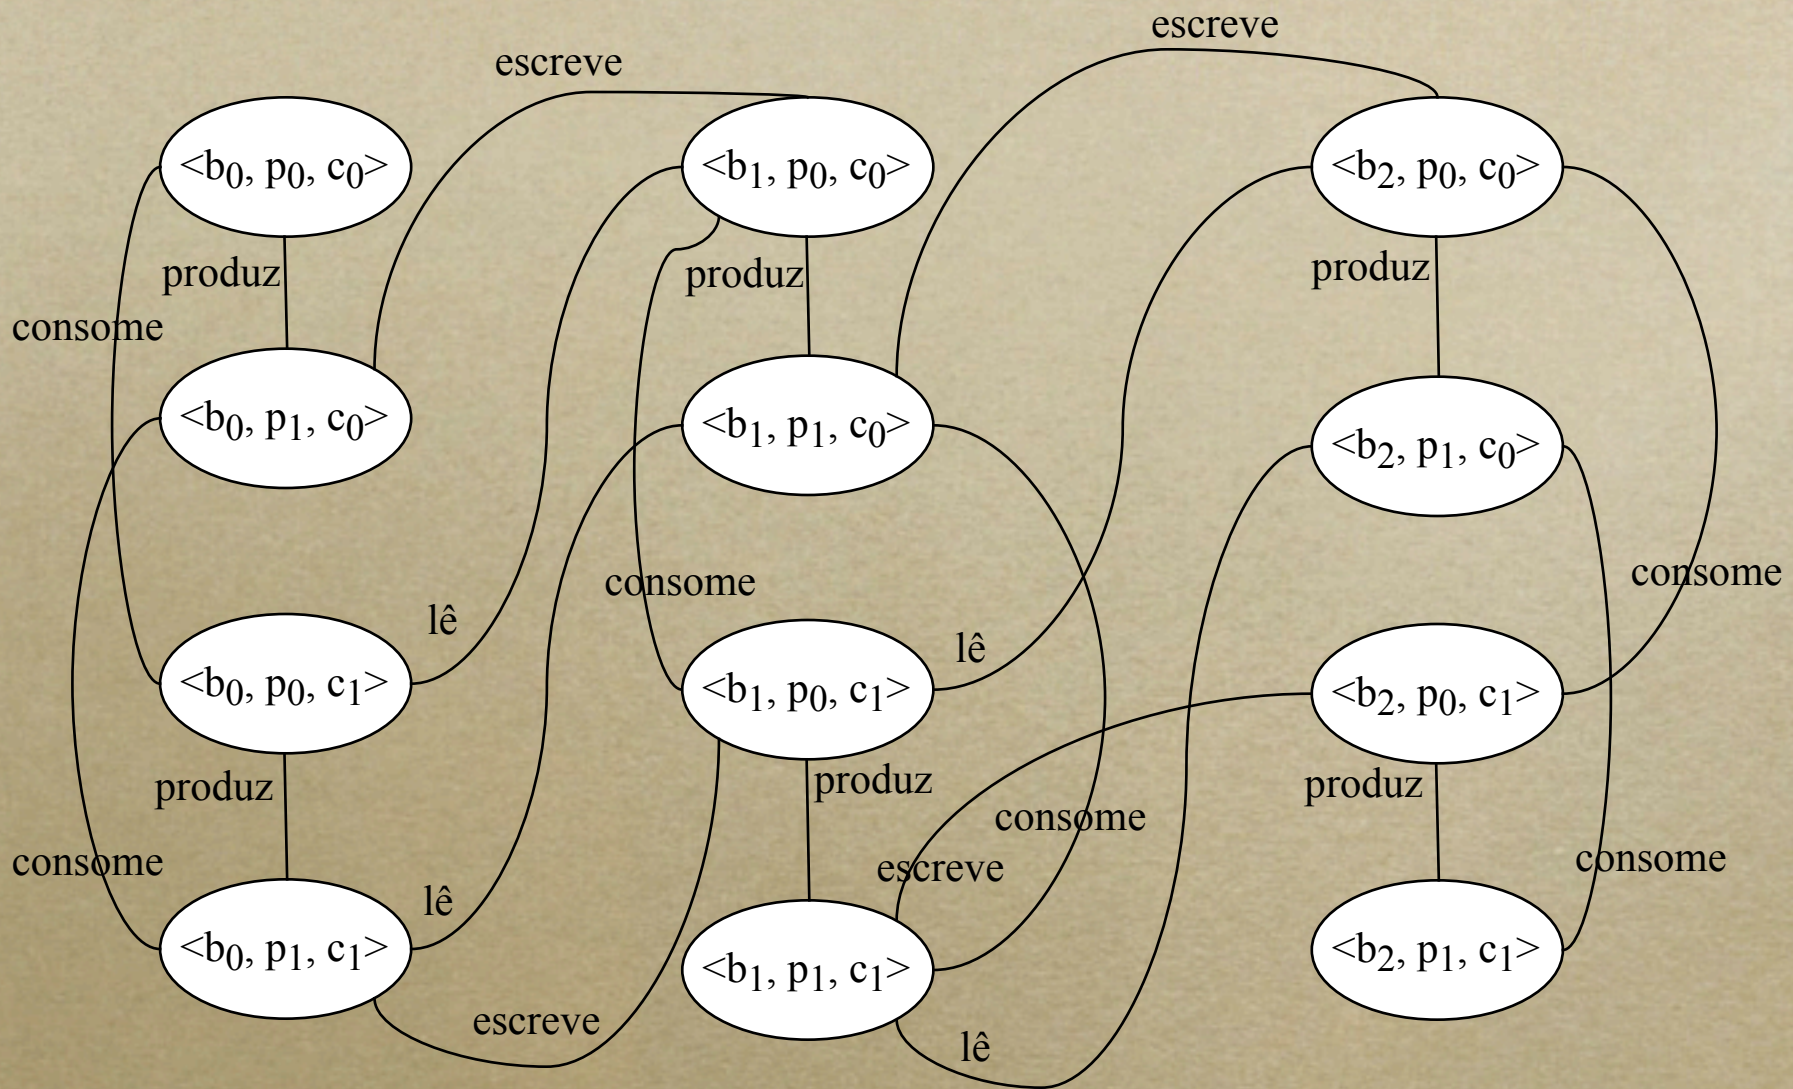 escreve
escreve
<b0, p0, c0>
<b1, p0, c0>
<b2, p0, c0>
produz
produz
produz
consome
<b0, p1, c0>
<b1, p1, c0>
<b2, p1, c0>
consome
consome
lê
lê
<b0, p0, c1>
<b1, p0, c1>
<b2, p0, c1>
produz
produz
produz
consome
consome
escreve
consome
lê
<b0, p1, c1>
<b1, p1, c1>
<b2, p1, c1>
escreve
lê